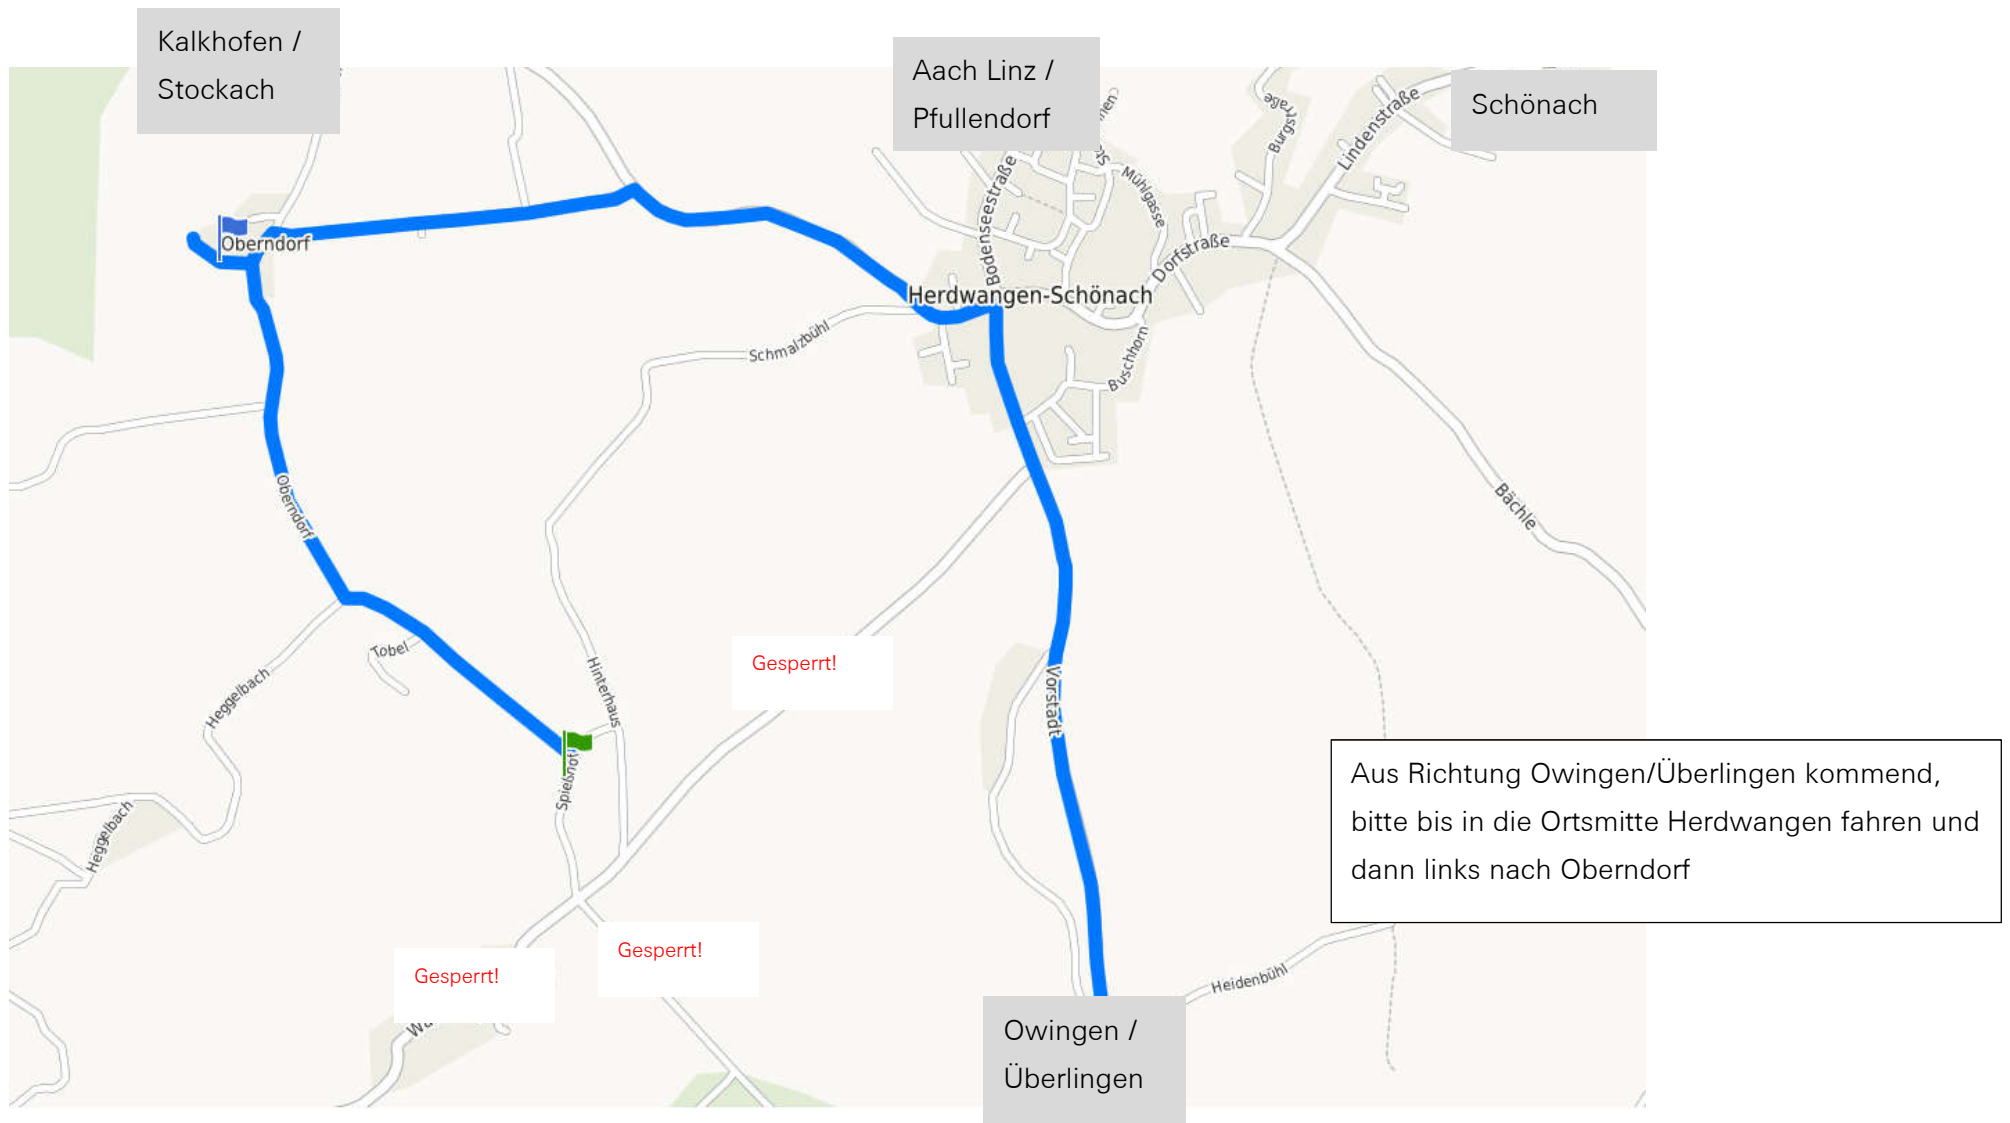 Kalkhofen /
Stockach
Aach Linz /
Pfullendorf
Schönach
Burgstraße
Lindenstraße
Mühlgasse
Bodenseestraße
Dorfstraße
Oberndorf
Herdwangen-Schönach
Schmalzbühl
Buschhorn
Oberndorf
Bächle
Tobel
Heggelbach
Hinterhaus
Gesperrt!
Vorstadt
Spießhof
Heggelbach
Aus Richtung Owingen/Überlingen kommend,
bitte bis in die Ortsmitte Herdwangen fahren und
dann links nach Oberndorf
Gesperrt!
Gesperrt!
Heidenbühl
Owingen /
Überlingen